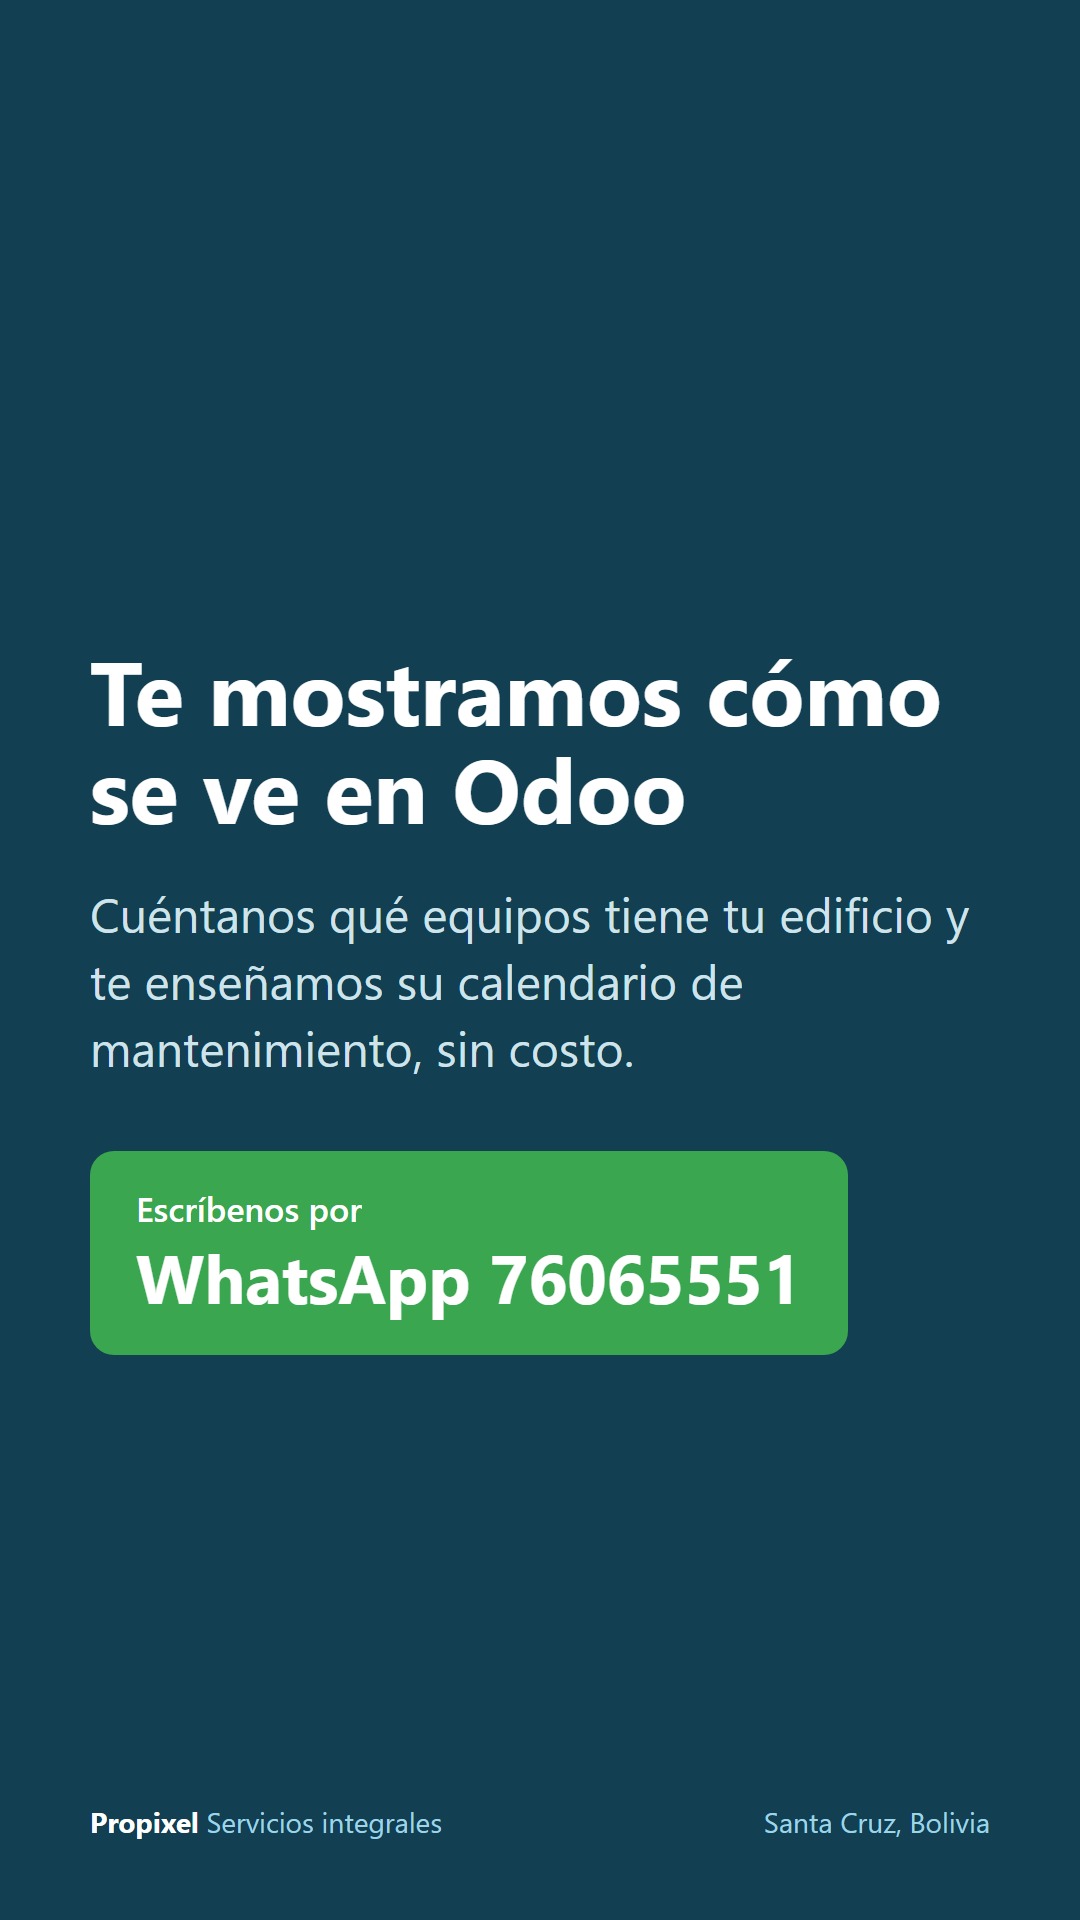 Te mostramos cómo
se ve en Odoo
Cuéntanos qué equipos tiene tu edificio y
te enseñamos su calendario de
mantenimiento, sin costo.
Escríbenos por
WhatsApp 76065551
Propixel Servicios integrales
Santa Cruz, Bolivia